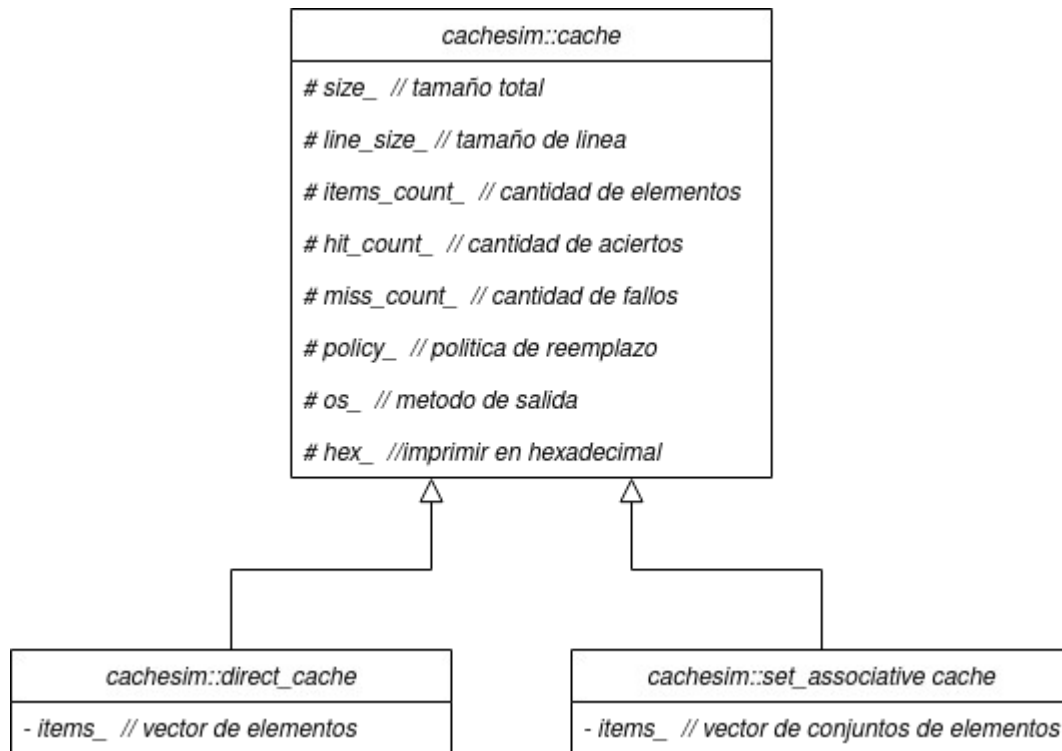 cachesim::cache
# size_ // tamaño total
# line_size_ // tamaño de linea
# items_count_ // cantidad de elementos
# hit_count_ // cantidad de aciertos
# miss_count_ // cantidad de fallos
# policy_ // politica de reemplazo
# os_ // metodo de salida
# hex_ //imprimir en hexadecimal
cachesim::direct_cache
- items_ // vector de elementos
cachesim::set_associative cache
- items_ // vector de conjuntos de elementos